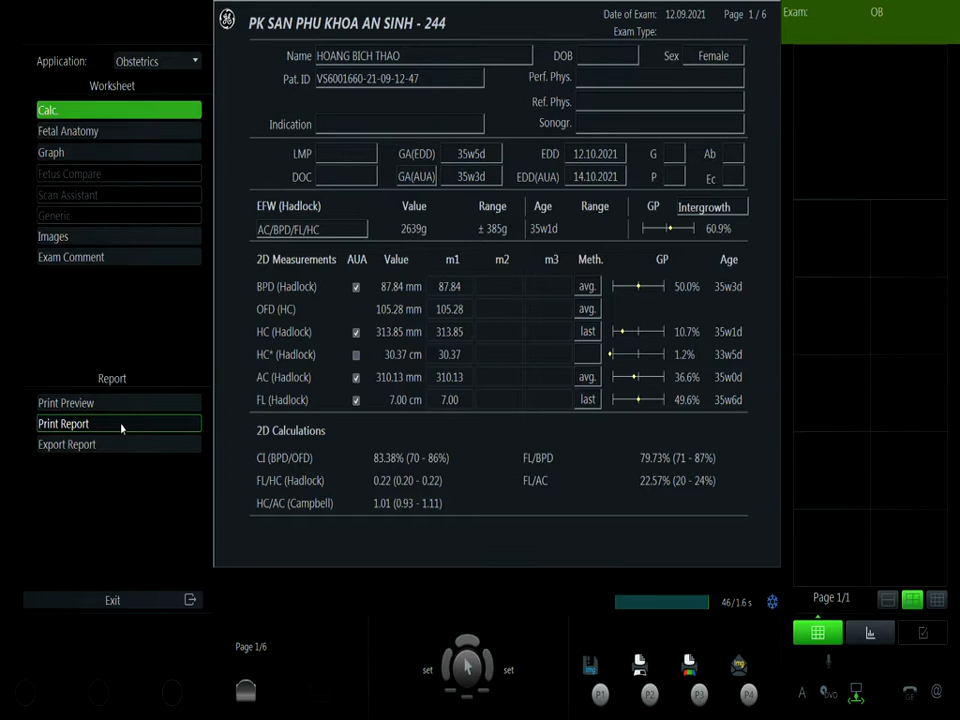 PK SAN PHU KHOA AN SINH - 244
Date of Exam: 12.09.2021 Page 1 / 6
Exam Type:
Exam: OB
Application: Obstetrics
Worksheet
Calc.
Fetal Anatomy
Graph
Fetus Compare
Scan Assistant
Generic
Images
Exam Comment
Report
Print Preview
Print Report
Export Report
Exit
Name HOANG BICH THAO DOB Sex Female
Pat. ID VS6001660-21-09-12-47 Perf. Phys.
Ref. Phys.
Indication Sonogr.
LMP GA(EDD) 35w5d EDD 12.10.2021 G Ab
DOC GA(AUA) 35w3d EDD(AUA) 14.10.2021 P Ec
EFW (Hadlock) Value Range Age Range GP Intergrowth
AC/BPD/FL/HC 2639g ± 385g 35w1d 60.9%
2D Measurements AUA Value m1 m2 m3 Meth. GP Age
BPD (Hadlock) 87.84 mm 87.84 avg. 50.0% 35w3d
OFD (HC) 105.28 mm 105.28 avg.
HC (Hadlock) 313.85 mm 313.85 last 10.7% 35w1d
HC* (Hadlock) 30.37 cm 30.37 1.2% 33w5d
AC (Hadlock) 310.13 mm 310.13 avg. 36.6% 35w0d
FL (Hadlock) 7.00 cm 7.00 last 49.6% 35w6d
2D Calculations
CI (BPD/OFD) 83.38% (70 - 86%) FL/BPD 79.73% (71 - 87%)
FL/HC (Hadlock) 0.22 (0.20 - 0.22) FL/AC 22.57% (20 - 24%)
HC/AC (Campbell) 1.01 (0.93 - 1.11)
46/1.6 s
Page 1/1
Page 1/6
set set
P1 P2 P3 P4
A DVD @